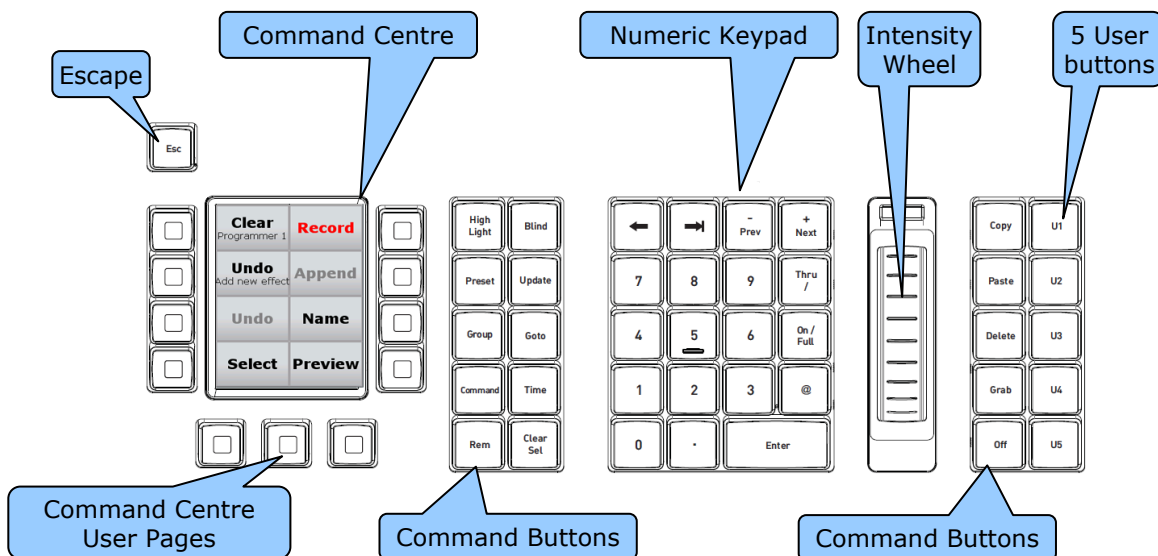 Command Centre
Numeric Keypad
Intensity
Wheel
5 User
buttons
Escape
Esc
Clear
Programmer 1
Record
Undo
Add new effect
Append
Undo
Name
Select
Preview
High
Light
Blind
Preset
Update
Group
Goto
Command
Time
Rem
Clear
Sel
-
Prev
+
Next
7
8
9
Thru
/
4
5
6
On /
Full
1
2
3
@
0
.
Enter
Copy
U1
Paste
U2
Delete
U3
Grab
U4
Off
U5
Command Centre
User Pages
Command Buttons
Command Buttons